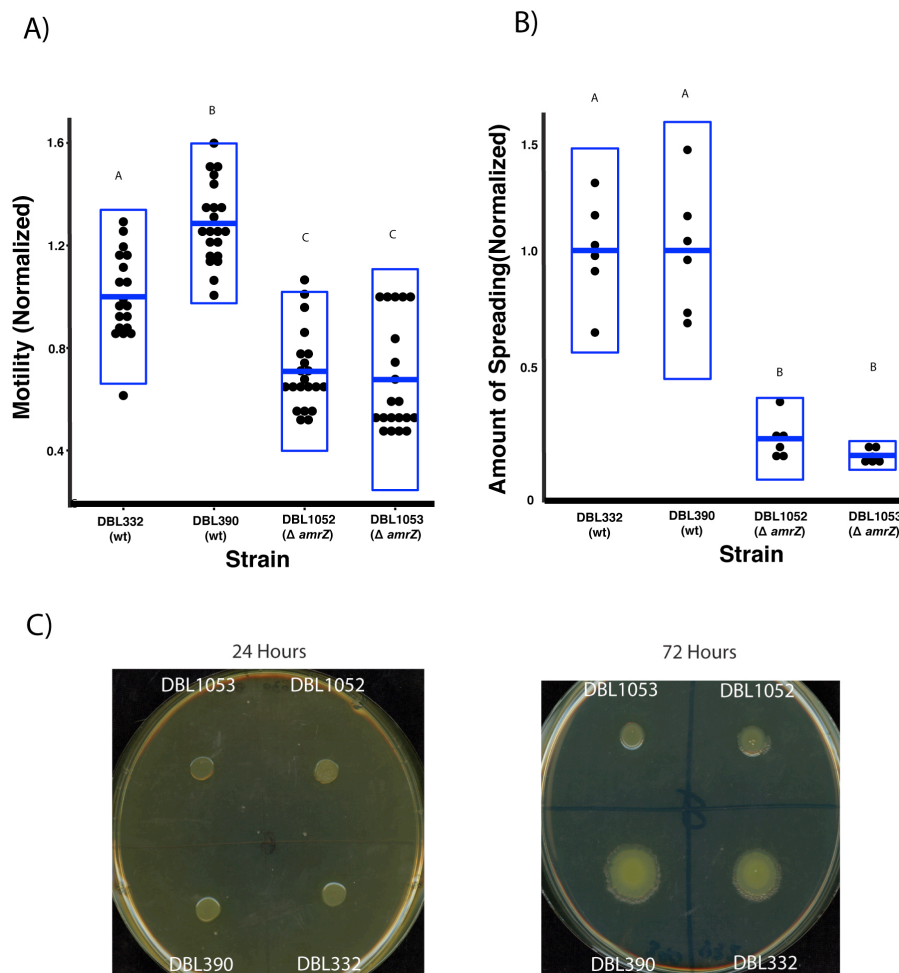 A)
B)
Motility (Normalized)
1.6
1.2
0.8
0.4
A
B
C
C
DBL332
(wt)
DBL390
(wt)
DBL1052
(Δ amrZ)
DBL1053
(Δ amrZ)
Strain
Amount of Spreading(Normalized)
1.5
1.0
0.5
0
A
A
B
B
DBL332
(wt)
DBL390
(wt)
DBL1052
(Δ amrZ)
DBL1053
(Δ amrZ)
Strain
C)
24 Hours
DBL1053
DBL1052
DBL390
DBL332
72 Hours
DBL1053
DBL1052
DBL390
DBL332